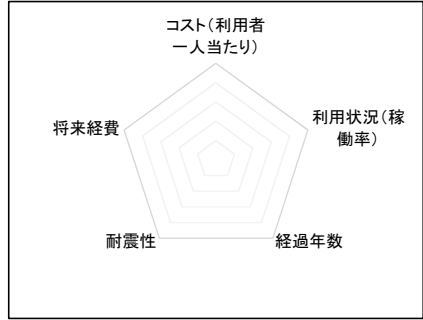 コスト(利用者
一人当たり)
利用状況(稼
働率)
将来経費
耐震性
経過年数